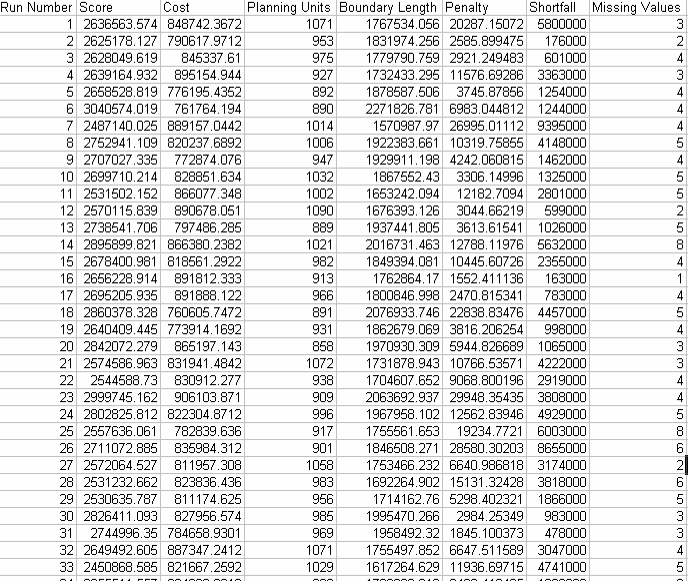 Run Number Score Cost Planning Units Boundary Length Penalty Shortfall Missing Values
1 2636563.574 848742.3672 1071 1767534.056 20287.15072 5800000 3
2 2625178.127 790617.9712 953 1831974.256 2585.899475 176000 2
3 2628049.619 845337.61 975 1779790.759 2921.249483 601000 4
4 2639164.932 895154.944 927 1732433.295 11576.69286 3363000 3
5 2658528.819 776195.4352 892 1878587.506 3745.87856 1254000 4
6 3040574.019 761764.194 890 2271826.781 6983.044812 1244000 4
7 2487140.025 889157.0442 1014 1570987.97 26995.01112 9395000 4
8 2752941.109 820237.6892 1006 1922383.661 10319.75855 4148000 5
9 2707027.335 772874.076 947 1929911.198 4242.060815 1462000 4
10 2699710.214 828851.634 1032 1867552.43 3306.14996 1325000 5
11 2531502.152 866077.348 1002 1653242.094 12182.7094 2801000 5
12 2570115.839 890678.051 1090 1676393.126 3044.66219 599000 2
13 2738541.706 797486.285 889 1937441.805 3613.61541 1026000 5
14 2895899.821 866380.2382 1021 2016731.463 12788.11976 5632000 8
15 2678400.981 818561.2922 982 1849394.081 10445.60726 2355000 4
16 2656228.914 891812.333 913 1762864.17 1552.411136 163000 1
17 2695205.935 891888.122 966 1800846.998 2470.815341 783000 4
18 2860378.328 760605.7472 891 2076933.746 22838.83476 4457000 5
19 2640409.445 773914.1692 931 1862679.069 3816.206254 998000 4
20 2842072.279 865197.143 858 1970930.309 5944.826689 1065000 3
21 2574586.963 831941.4842 1072 1731878.943 10766.53571 4222000 3
22 2544588.73 830912.277 938 1704607.652 9068.800196 2919000 4
23 2999745.162 906103.871 909 2063692.937 29948.35435 3808000 4
24 2802825.812 822304.8712 996 1967958.102 12562.83946 4929000 5
25 2557636.061 782839.636 917 1755561.653 19234.7721 6003000 8
26 2711072.885 835984.312 901 1846508.271 28580.30203 8655000 6
27 2572064.527 811957.308 1058 1753466.232 6640.986818 3174000 2
28 2531232.662 823836.436 983 1692264.902 15131.32428 3818000 6
29 2530635.787 811174.625 956 1714162.76 5298.402321 1866000 5
30 2826411.093 827956.574 985 1995470.266 2984.25349 983000 3
31 2744996.35 784658.9301 969 1958492.32 1845.100373 478000 3
32 2649492.605 887347.2412 1071 1755497.852 6647.511589 3047000 4
33 2450868.585 821667.2592 1029 1617264.629 11936.69715 4741000 5